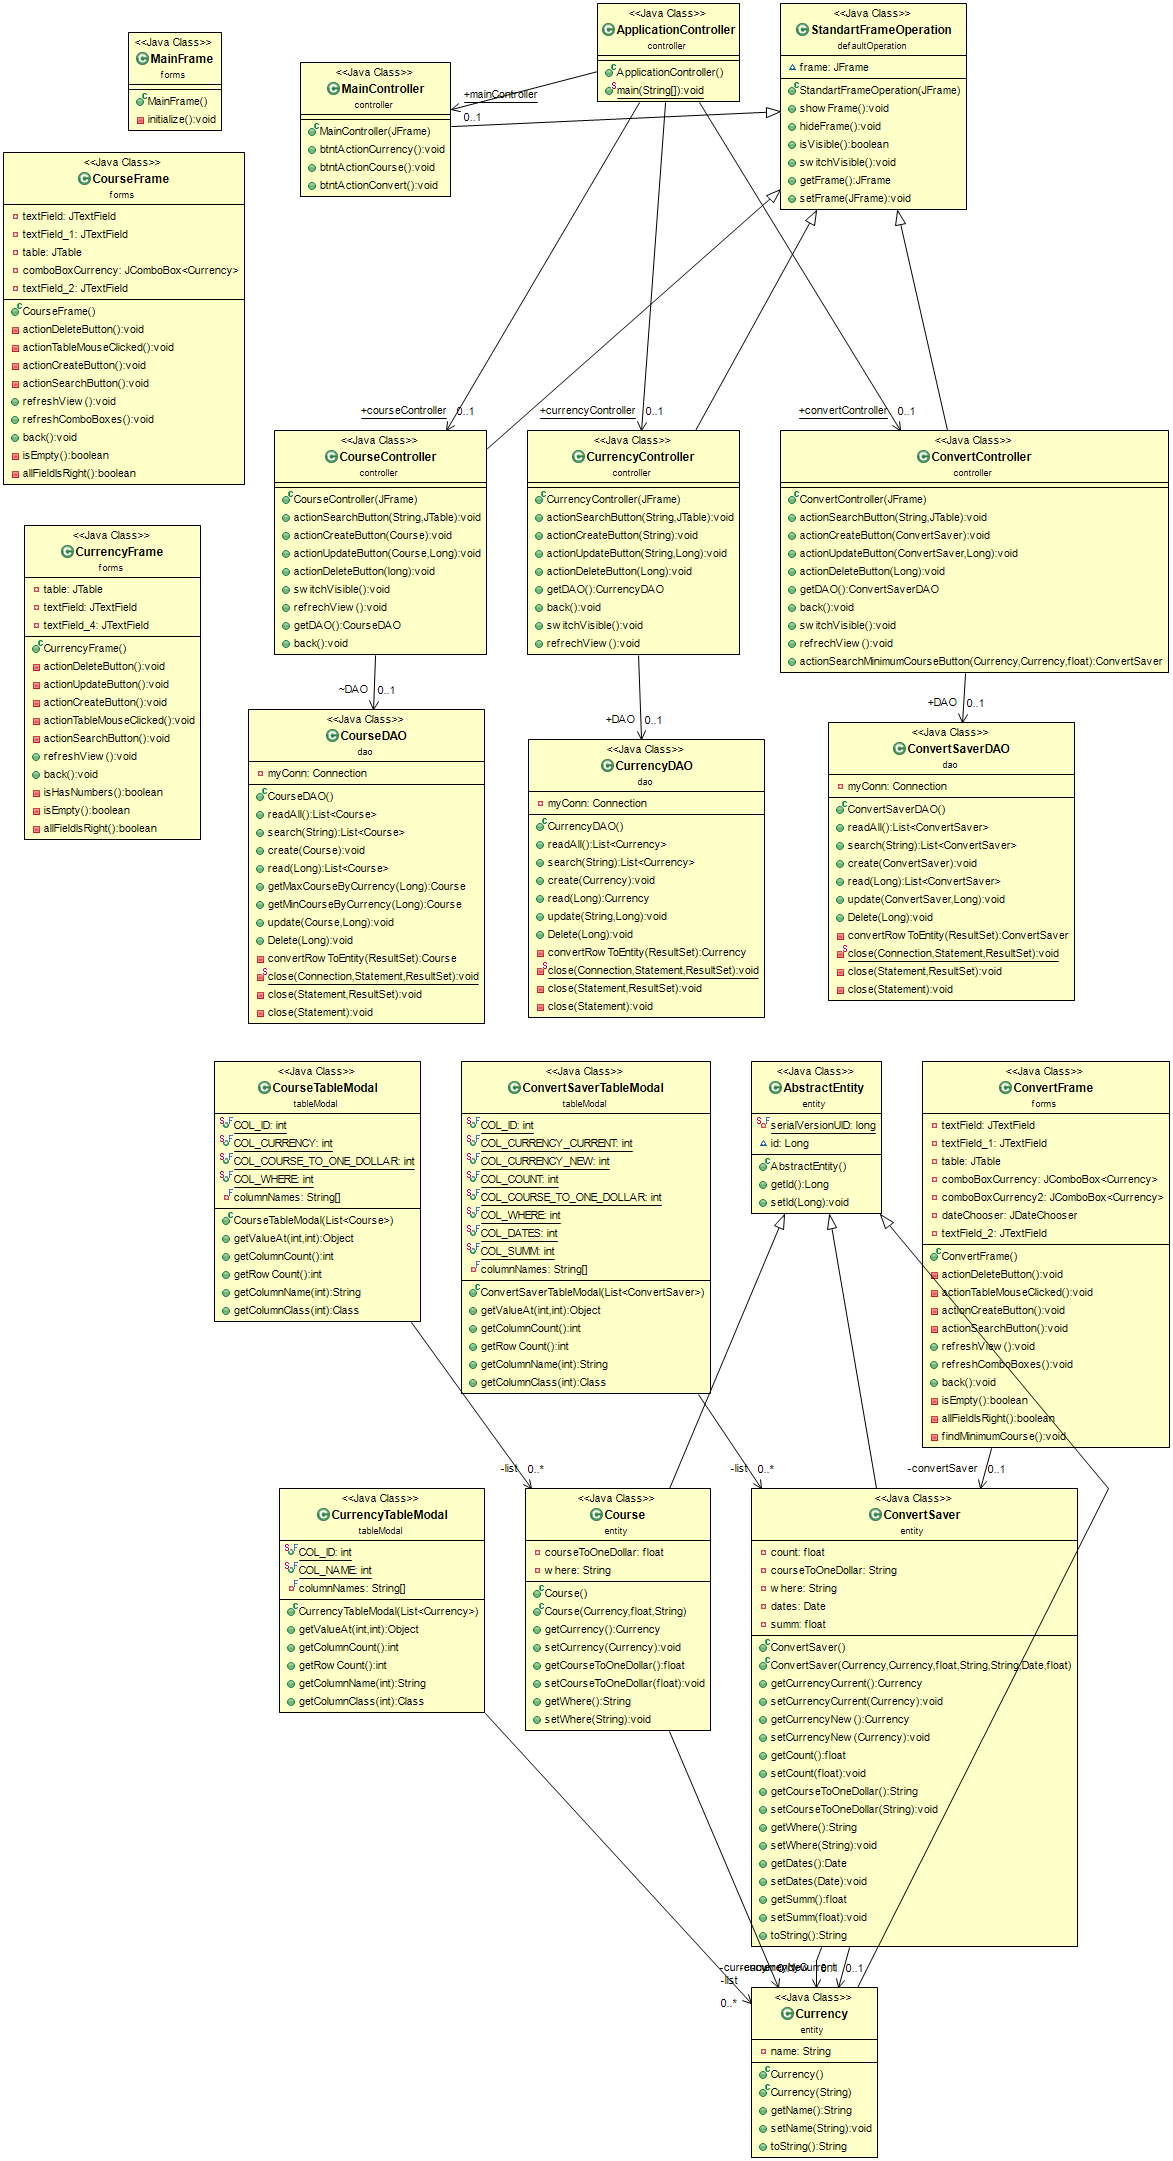 <<Java Class>>
MainFrame
forms
MainFrame()
initialize():void
<<Java Class>>
MainController
controller
MainController(JFrame)
btntActionCurrency():void
btntActionCourse():void
btntActionConvert():void
<<Java Class>>
ApplicationController
controller
ApplicationController()
main(String[]):void
<<Java Class>>
StandartFrameOperation
defaultOperation
frame: JFrame
StandartFrameOperation(JFrame)
showFrame():void
hideFrame():void
isVisible():boolean
switchVisible():void
getFrame():JFrame
setFrame(JFrame):void
+mainController
0..1
<<Java Class>>
CourseFrame
forms
textField: JTextField
textField_1: JTextField
table: JTable
comboBoxCurrency: JComboBox<Currency>
textField_2: JTextField
CourseFrame()
actionDeleteButton():void
actionTableMouseClicked():void
actionCreateButton():void
actionSearchButton():void
refreshView():void
refreshComboBoxes():void
back():void
isEmpty():boolean
allFieldIsRight():boolean
+courseController 0..1
+currencyController 0..1
+convertController 0..1
<<Java Class>>
CurrencyFrame
forms
table: JTable
textField: JTextField
textField_4: JTextField
CurrencyFrame()
actionDeleteButton():void
actionUpdateButton():void
actionCreateButton():void
actionTableMouseClicked():void
actionSearchButton():void
refreshView():void
back():void
isHasNumbers():boolean
isEmpty():boolean
allFieldIsRight():boolean
<<Java Class>>
CourseController
controller
CourseController(JFrame)
actionSearchButton(String,JTable):void
actionCreateButton(Course):void
actionUpdateButton(Course,Long):void
actionDeleteButton(long):void
switchVisible():void
refrechView():void
getDAO():CourseDAO
back():void
<<Java Class>>
CurrencyController
controller
CurrencyController(JFrame)
actionSearchButton(String,JTable):void
actionCreateButton(String):void
actionUpdateButton(String,Long):void
actionDeleteButton(Long):void
getDAO():CurrencyDAO
back():void
switchVisible():void
refrechView():void
<<Java Class>>
ConvertController
controller
ConvertController(JFrame)
actionSearchButton(String,JTable):void
actionCreateButton(ConvertSaver):void
actionUpdateButton(ConvertSaver,Long):void
actionDeleteButton(Long):void
getDAO():ConvertSaverDAO
back():void
switchVisible():void
refrechView():void
actionSearchMinimumCourseButton(Currency,Currency,float):ConvertSaver
~DAO 0..1
+DAO 0..1
+DAO 0..1
<<Java Class>>
CourseDAO
dao
myConn: Connection
CourseDAO()
readAll():List<Course>
search(String):List<Course>
create(Course):void
read(Long):List<Course>
getMaxCourseByCurrency(Long):Course
getMinCourseByCurrency(Long):Course
update(Course,Long):void
Delete(Long):void
convertRowToEntity(ResultSet):Course
close(Connection,Statement,ResultSet):void
close(Statement,ResultSet):void
close(Statement):void
<<Java Class>>
CurrencyDAO
dao
myConn: Connection
CurrencyDAO()
readAll():List<Currency>
search(String):List<Currency>
create(Currency):void
read(Long):Currency
update(String,Long):void
Delete(Long):void
convertRowToEntity(ResultSet):Currency
close(Connection,Statement,ResultSet):void
close(Statement,ResultSet):void
close(Statement):void
<<Java Class>>
ConvertSaverDAO
dao
myConn: Connection
ConvertSaverDAO()
readAll():List<ConvertSaver>
search(String):List<ConvertSaver>
create(ConvertSaver):void
read(Long):List<ConvertSaver>
update(ConvertSaver,Long):void
Delete(Long):void
convertRowToEntity(ResultSet):ConvertSaver
close(Connection,Statement,ResultSet):void
close(Statement,ResultSet):void
close(Statement):void
<<Java Class>>
CourseTableModal
tableModal
COL_ID: int
COL_CURRENCY: int
COL_COURSE_TO_ONE_DOLLAR: int
COL_WHERE: int
columnNames: String[]
CourseTableModal(List<Course>)
getValueAt(int,int):Object
getColumnCount():int
getRowCount():int
getColumnName(int):String
getColumnClass(int):Class
<<Java Class>>
ConvertSaverTableModal
tableModal
COL_ID: int
COL_CURRENCY_CURRENT: int
COL_CURRENCY_NEW: int
COL_COUNT: int
COL_COURSE_TO_ONE_DOLLAR: int
COL_WHERE: int
COL_DATES: int
COL_SUMM: int
columnNames: String[]
ConvertSaverTableModal(List<ConvertSaver>)
getValueAt(int,int):Object
getColumnCount():int
getRowCount():int
getColumnName(int):String
getColumnClass(int):Class
<<Java Class>>
AbstractEntity
entity
serialVersionUID: long
id: Long
AbstractEntity()
getId():Long
setId(Long):void
<<Java Class>>
ConvertFrame
forms
textField: JTextField
textField_1: JTextField
table: JTable
comboBoxCurrency: JComboBox<Currency>
comboBoxCurrency2: JComboBox<Currency>
dateChooser: JDateChooser
textField_2: JTextField
ConvertFrame()
actionDeleteButton():void
actionTableMouseClicked():void
actionCreateButton():void
actionSearchButton():void
refreshView():void
refreshComboBoxes():void
back():void
isEmpty():boolean
allFieldIsRight():boolean
findMinimumCourse():void
-list 0..*
-list 0..*
-convertSaver 0..1
<<Java Class>>
CurrencyTableModal
tableModal
COL_ID: int
COL_NAME: int
columnNames: String[]
CurrencyTableModal(List<Currency>)
getValueAt(int,int):Object
getColumnCount():int
getRowCount():int
getColumnName(int):String
getColumnClass(int):Class
<<Java Class>>
Course
entity
courseToOneDollar: float
where: String
Course()
Course(Currency,float,String)
getCurrency():Currency
setCurrency(Currency):void
getCourseToOneDollar():float
setCourseToOneDollar(float):void
getWhere():String
setWhere(String):void
<<Java Class>>
ConvertSaver
entity
count: float
courseToOneDollar: String
where: String
dates: Date
summ: float
ConvertSaver()
ConvertSaver(Currency,Currency,float,String,String,Date,float)
getCurrencyCurrent():Currency
setCurrencyCurrent(Currency):void
getCurrencyNew():Currency
setCurrencyNew(Currency):void
getCount():float
setCount(float):void
getCourseToOneDollar():String
setCourseToOneDollar(String):void
getWhere():String
setWhere(String):void
getDates():Date
setDates(Date):void
getSumm():float
setSumm(float):void
toString():String
0..1
-list
0..*
<<Java Class>>
Currency
entity
name: String
Currency()
Currency(String)
getName():String
setName(String):void
toString():String